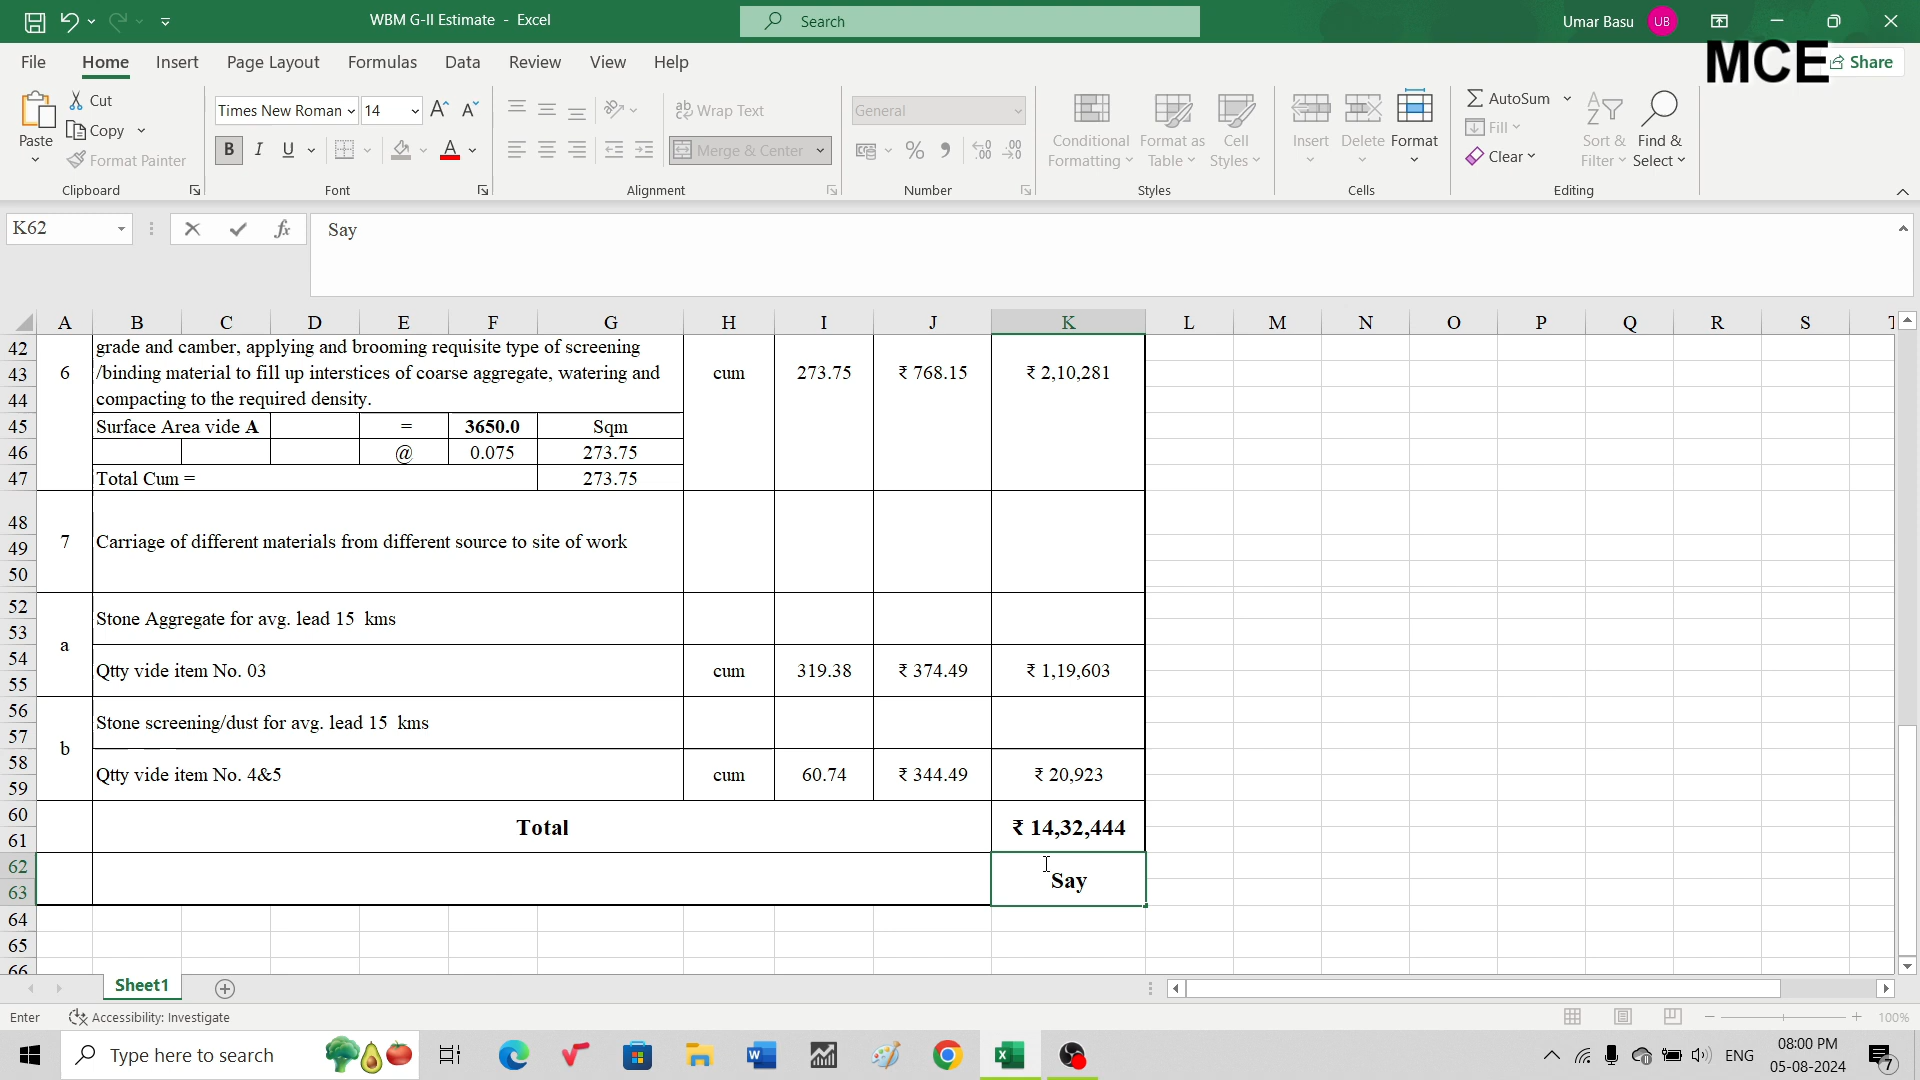 WBM G-II Estimate - Excel
Search
Umar Basu
UB
File
Home
Insert
Page Layout
Formulas
Data
Review
View
Help
MCE
Share
Paste
Cut
Copy
Format Painter
Clipboard
Times New Roman
14
B
I
U
Font
Wrap Text
Merge & Center
Alignment
General
Number
Conditional Formatting
Format as Table
Cell Styles
Styles
Insert
Delete
Format
Cells
AutoSum
Fill
Clear
Sort & Filter
Find & Select
Editing
K62
fx
Say
A B C D E F G H I J K L M N O P Q R S
42 grade and camber, applying and brooming requisite type of screening
43 6 /binding material to fill up interstices of coarse aggregate, watering and cum 273.75 ₹ 768.15 ₹ 2,10,281
44 compacting to the required density.
45 Surface Area vide A = 3650.0 Sqm
46 @ 0.075 273.75
47 Total Cum = 273.75
48
49 7 Carriage of different materials from different source to site of work
50
52 Stone Aggregate for avg. lead 15 kms
53
a
54 Qtty vide item No. 03 cum 319.38 ₹ 374.49 ₹ 1,19,603
55
56 Stone screening/dust for avg. lead 15 kms
57
b
58 Qtty vide item No. 4&5 cum 60.74 ₹ 344.49 ₹ 20,923
59
60 Total ₹ 14,32,444
61
62
63 Say
64
65
66
Sheet1
Enter
Accessibility: Investigate
100%
Type here to search
ENG
08:00 PM
05-08-2024
7